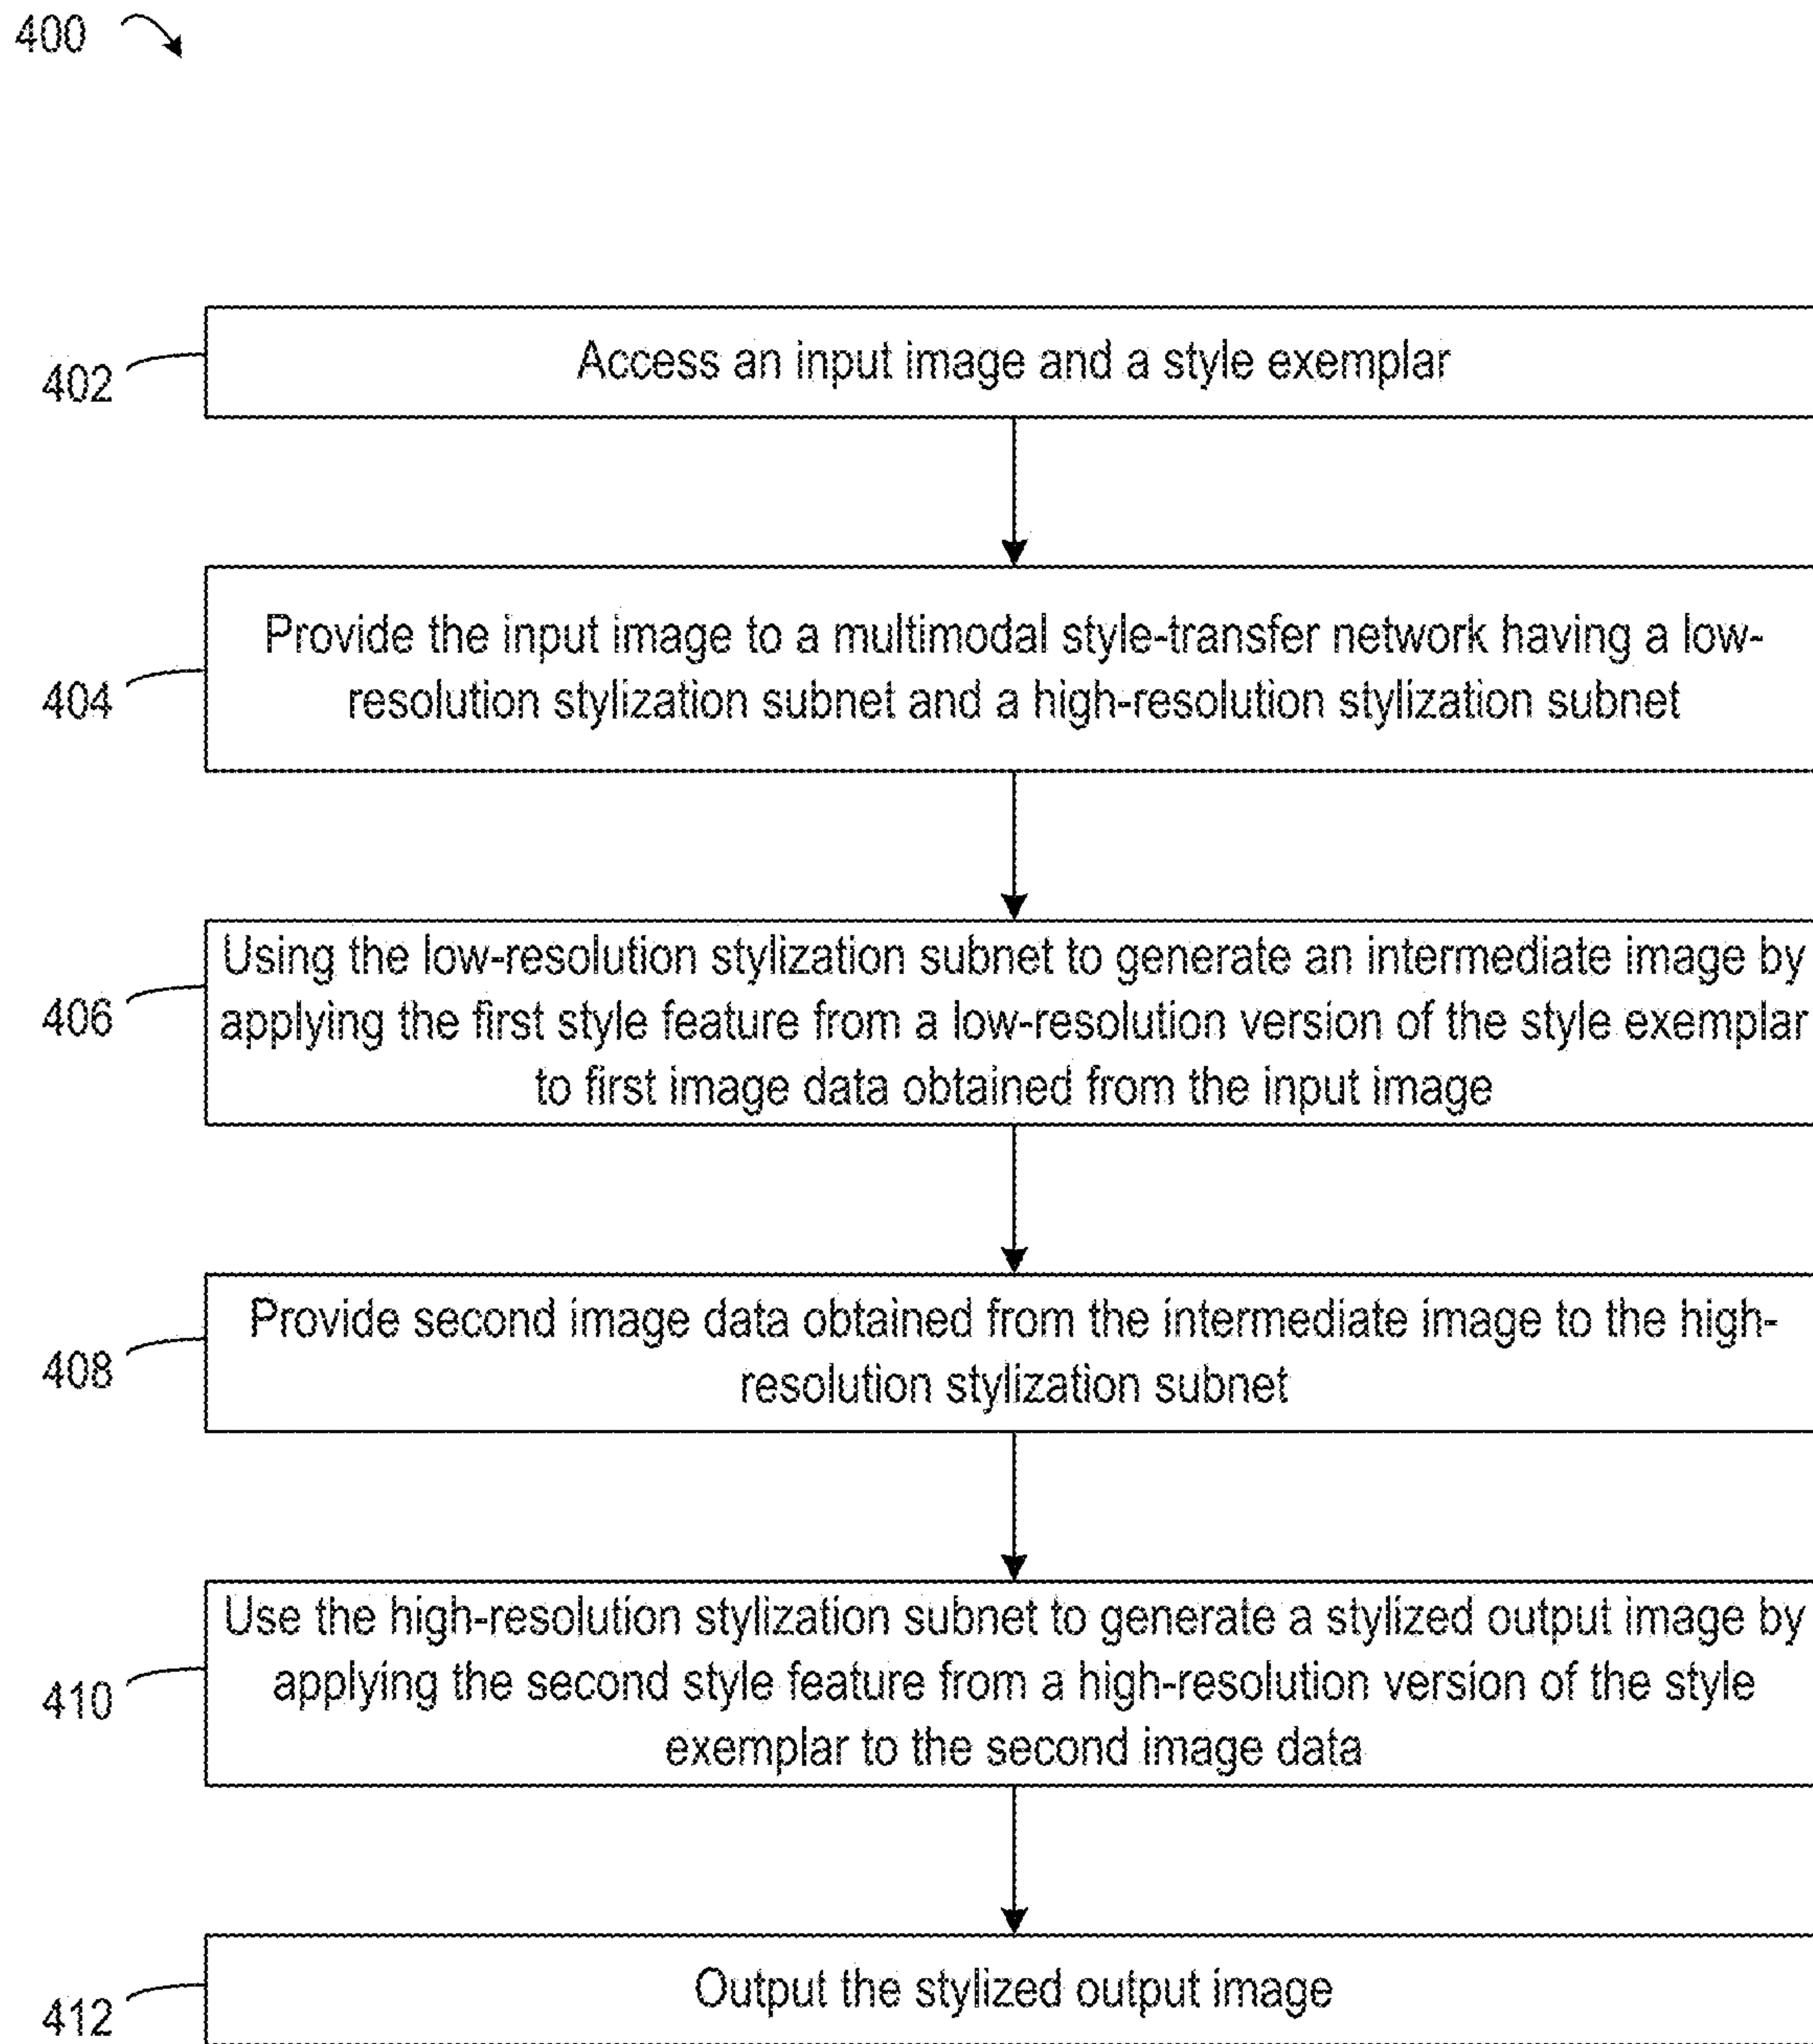 400
402
Access an input image and a style exemplar
404
Provide the input image to a multimodal style-transfer network having a low-
resolution stylization subnet and a high-resolution stylization subnet
406
Using the low-resolution stylization subnet to generate an intermediate image by
applying the first style feature from a low-resolution version of the style exemplar
to first image data obtained from the input image
408
Provide second image data obtained from the intermediate image to the high-
resolution stylization subnet
410
Use the high-resolution stylization subnet to generate a stylized output image by
applying the second style feature from a high-resolution version of the style
exemplar to the second image data
412
Output the stylized output image